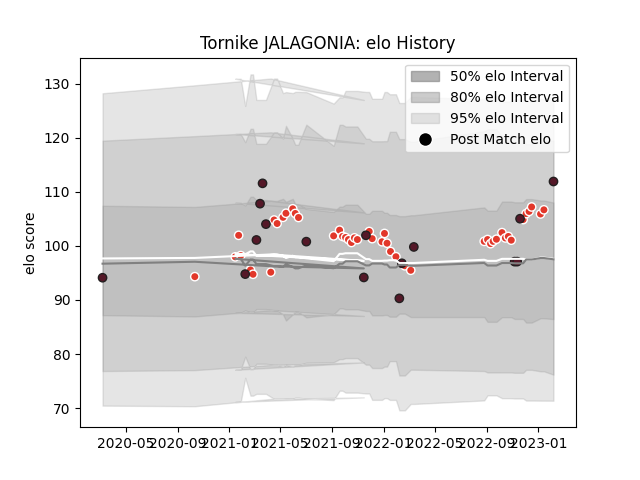 Tornike JALAGONIA: elo History
50% elo Interval
80% elo Interval
95% elo Interval
Post Match elo
elo score
130
120
110
100
90
80
70
2020-05 2020-09 2021-01 2021-05 2021-09 2022-01 2022-05 2022-09 2023-01